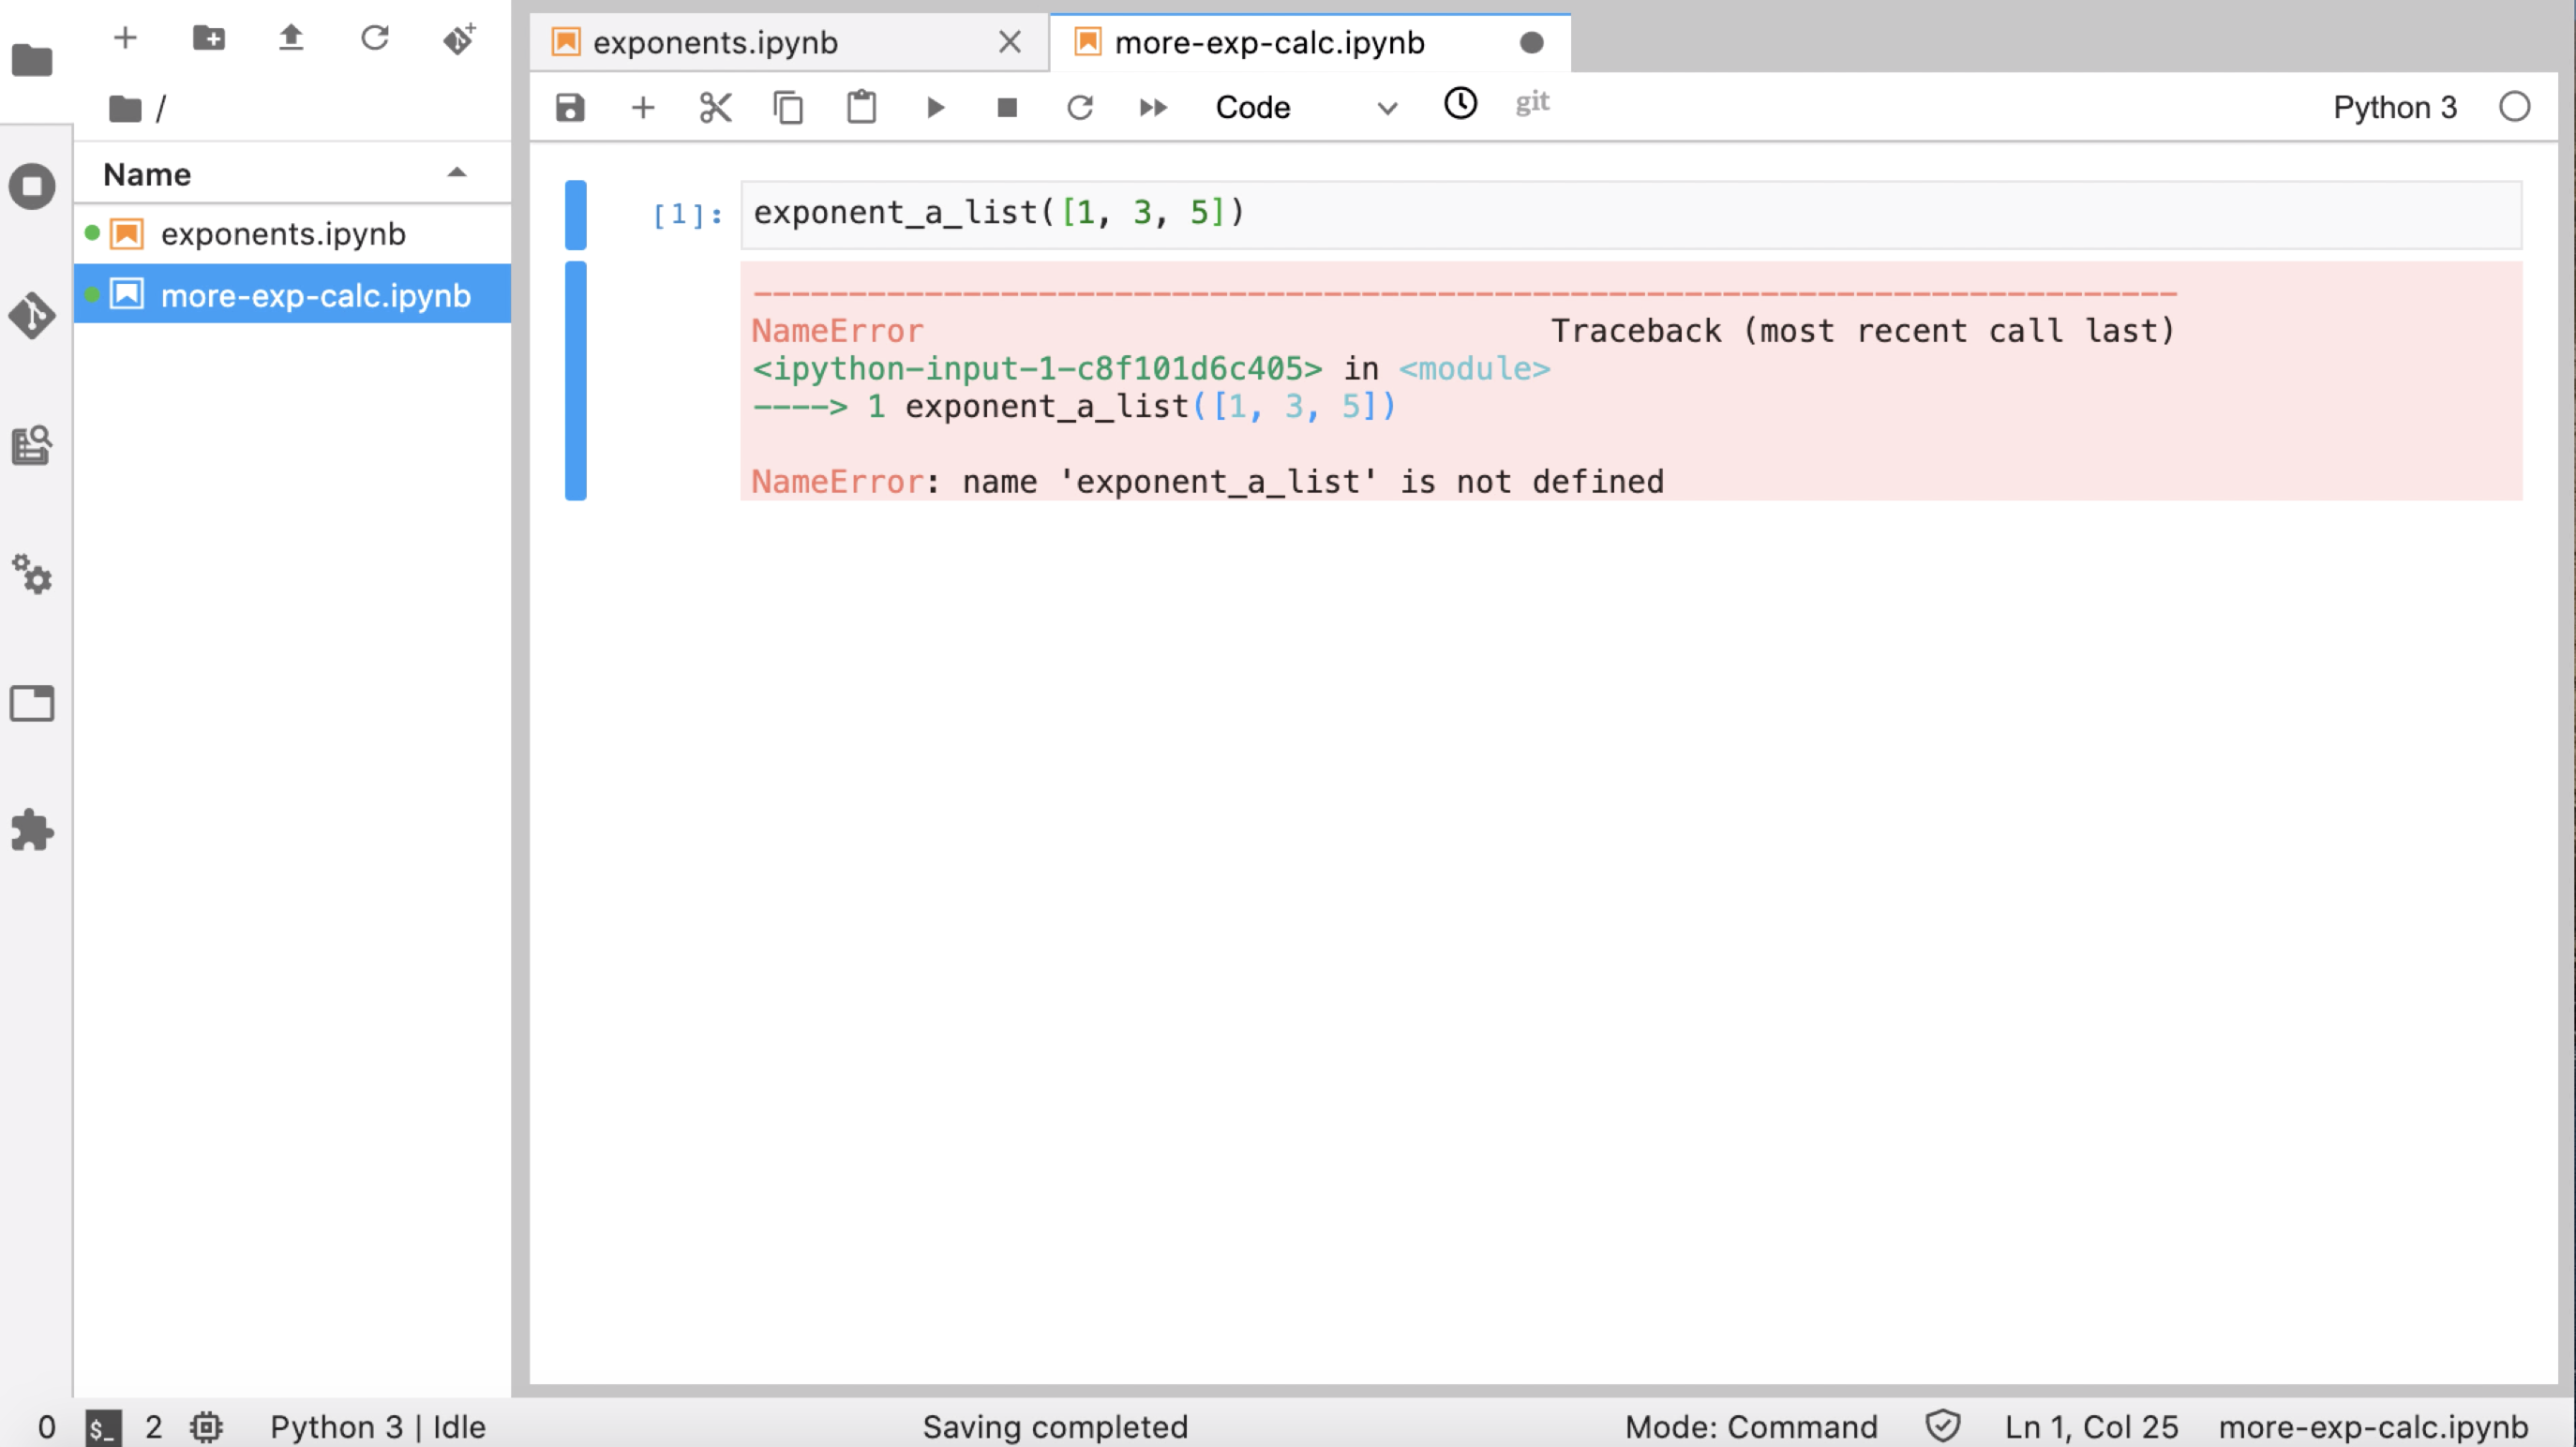 exponents.ipynb
more-exp-calc.ipynb
/
Code
git
Python 3
Name
exponents.ipynb
more-exp-calc.ipynb
[1]: exponent_a_list([1, 3, 5])
---------------------------------------------------------------------------
NameError Traceback (most recent call last)
<ipython-input-1-c8f101d6c405> in <module>
----> 1 exponent_a_list([1, 3, 5])
NameError: name 'exponent_a_list' is not defined
0 $_ 2 Python 3 | Idle Saving completed Mode: Command Ln 1, Col 25 more-exp-calc.ipynb